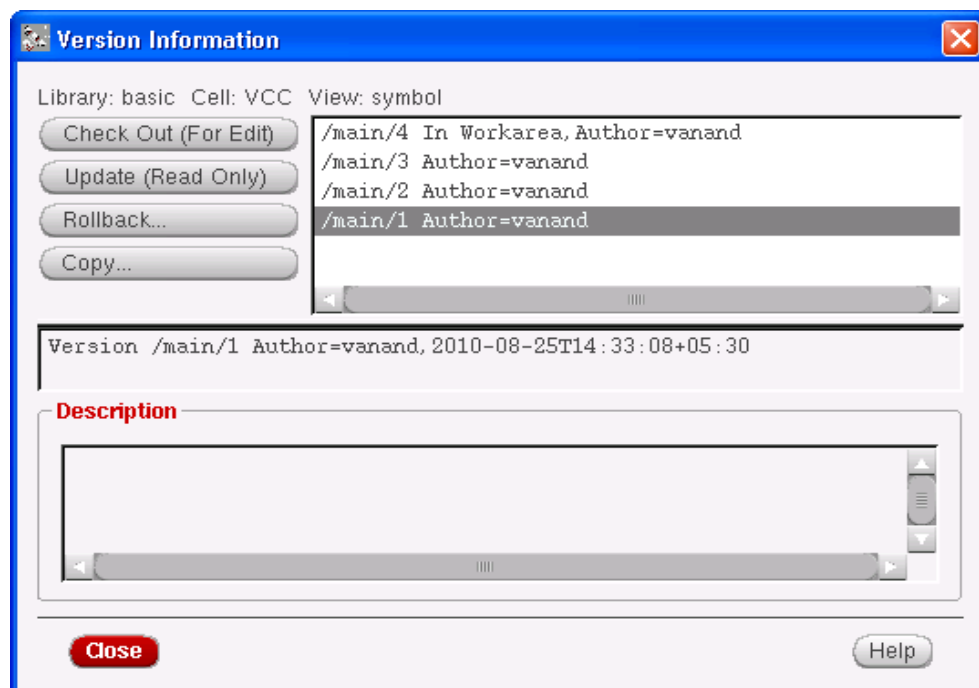 Version Information
Library: basic Cell: VCC View: symbol
Check Out (For Edit)
Update (Read Only)
Rollback...
Copy...
/main/4 In Workarea, Author=vanand
/main/3 Author=vanand
/main/2 Author=vanand
/main/1 Author=vanand
Version /main/1 Author=vanand, 2010-08-25T14:33:08+05:30
Description
Close
Help